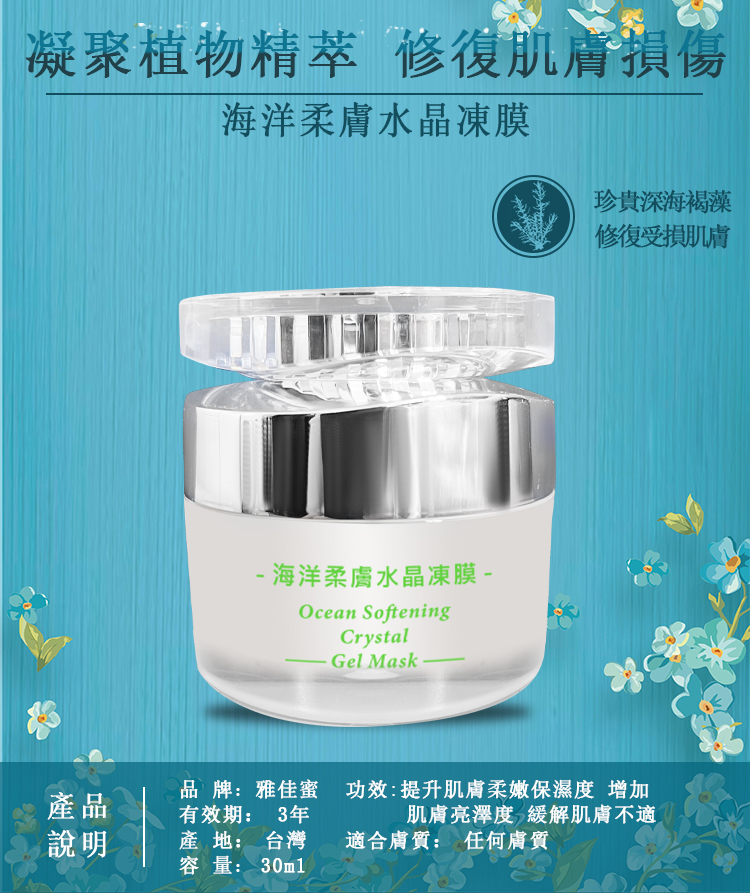 凝聚植物精萃 修復肌膚損傷
海洋柔膚水晶凍膜
珍貴深海褐藻
修復受損肌膚
-海洋柔膚水晶凍膜-
Ocean Softening
Crystal
Gel Mask
產品
說明
品 牌：雅佳蜜
有效期： 3年
產 地： 台灣
容 量： 30ml
功效:提升肌膚柔嫩保濕度 增加
肌膚亮澤度 緩解肌膚不適
適合膚質： 任何膚質